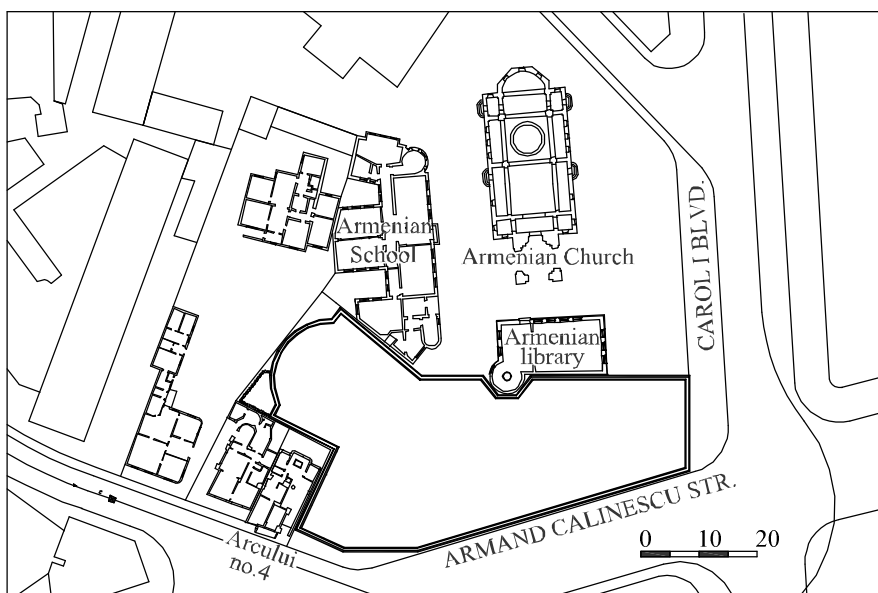 Armenian
School
Armenian Church
CAROL I BLVD.
Armenian
library
ARMAND CALINESCU STR.
Arcului
no.4
0 10 20